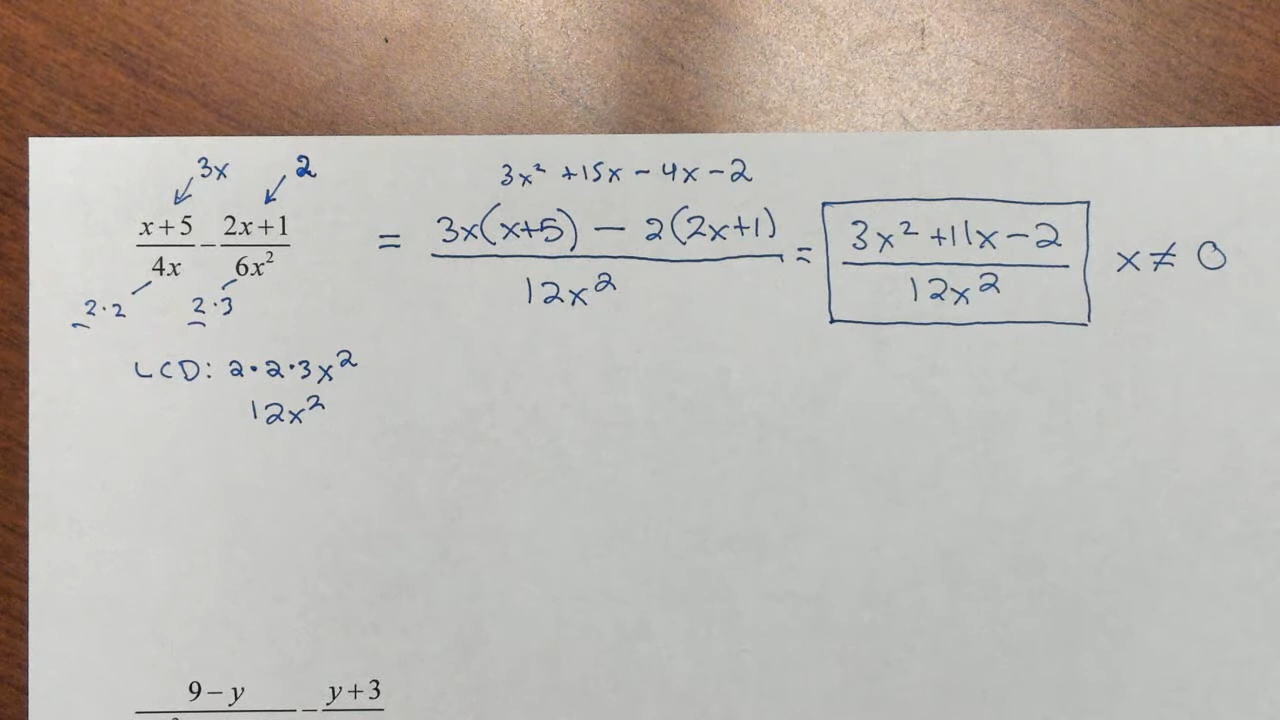 3x 2
3x² +15x − 4x − 2
x+5 − 2x+1 = 3x(x+5) − 2(2x+1) = 3x² +11x − 2 x ≠ 0
4x 6x² 12x² 12x²
2·2 2·3
LCD: 2·2·3x²
12x²
9−y − y+3